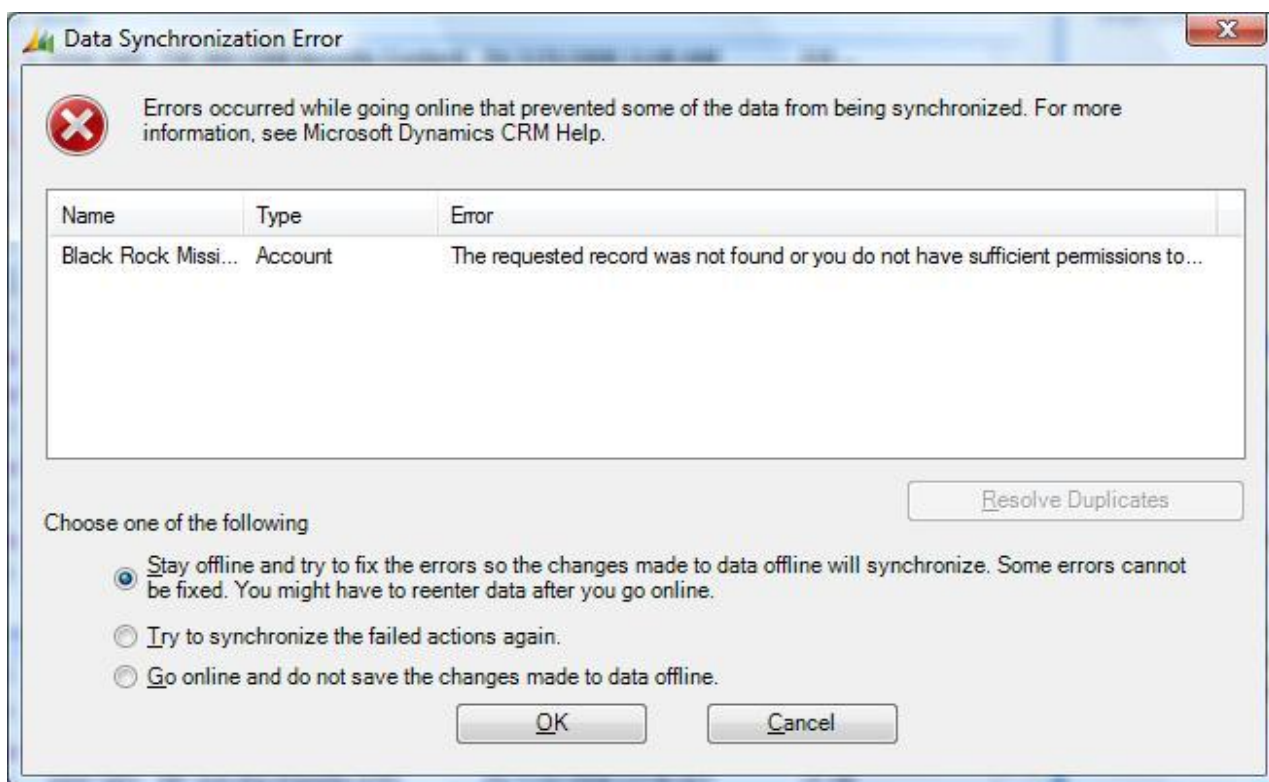 Data Synchronization Error
Errors occurred while going online that prevented some of the data from being synchronized. For more
information, see Microsoft Dynamics CRM Help.
Name Type Error
Black Rock Missi... Account The requested record was not found or you do not have sufficient permissions to...
Resolve Duplicates
Choose one of the following
Stay offline and try to fix the errors so the changes made to data offline will synchronize. Some errors cannot
be fixed. You might have to reenter data after you go online.
Try to synchronize the failed actions again.
Go online and do not save the changes made to data offline.
OK Cancel